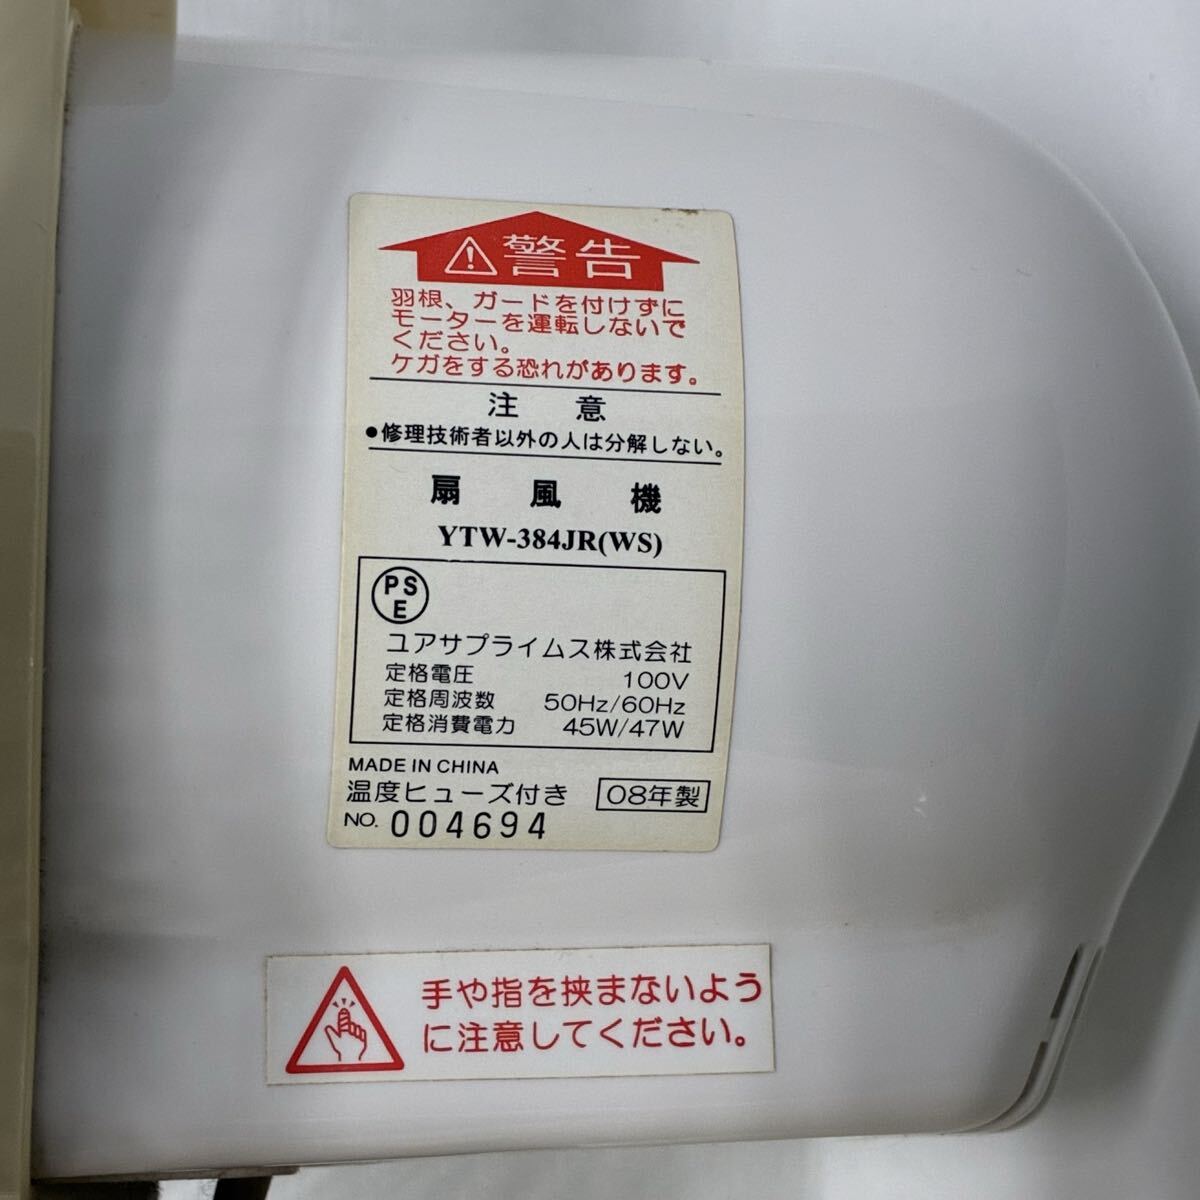 警告
羽根、ガードを付けずに
モーターを運転しないで
ください。
ケガをする恐れがあります。
注 意
●修理技術者以外の人は分解しない。
扇 風 機
YTW-384JR(WS)
PS
E
ユアサプライムス株式会社
定格電圧 100V
定格周波数 50Hz/60Hz
定格消費電力 45W/47W
MADE IN CHINA
温度ヒューズ付き 08年製
NO. 004694
手や指を挟まないよう
に注意してください。